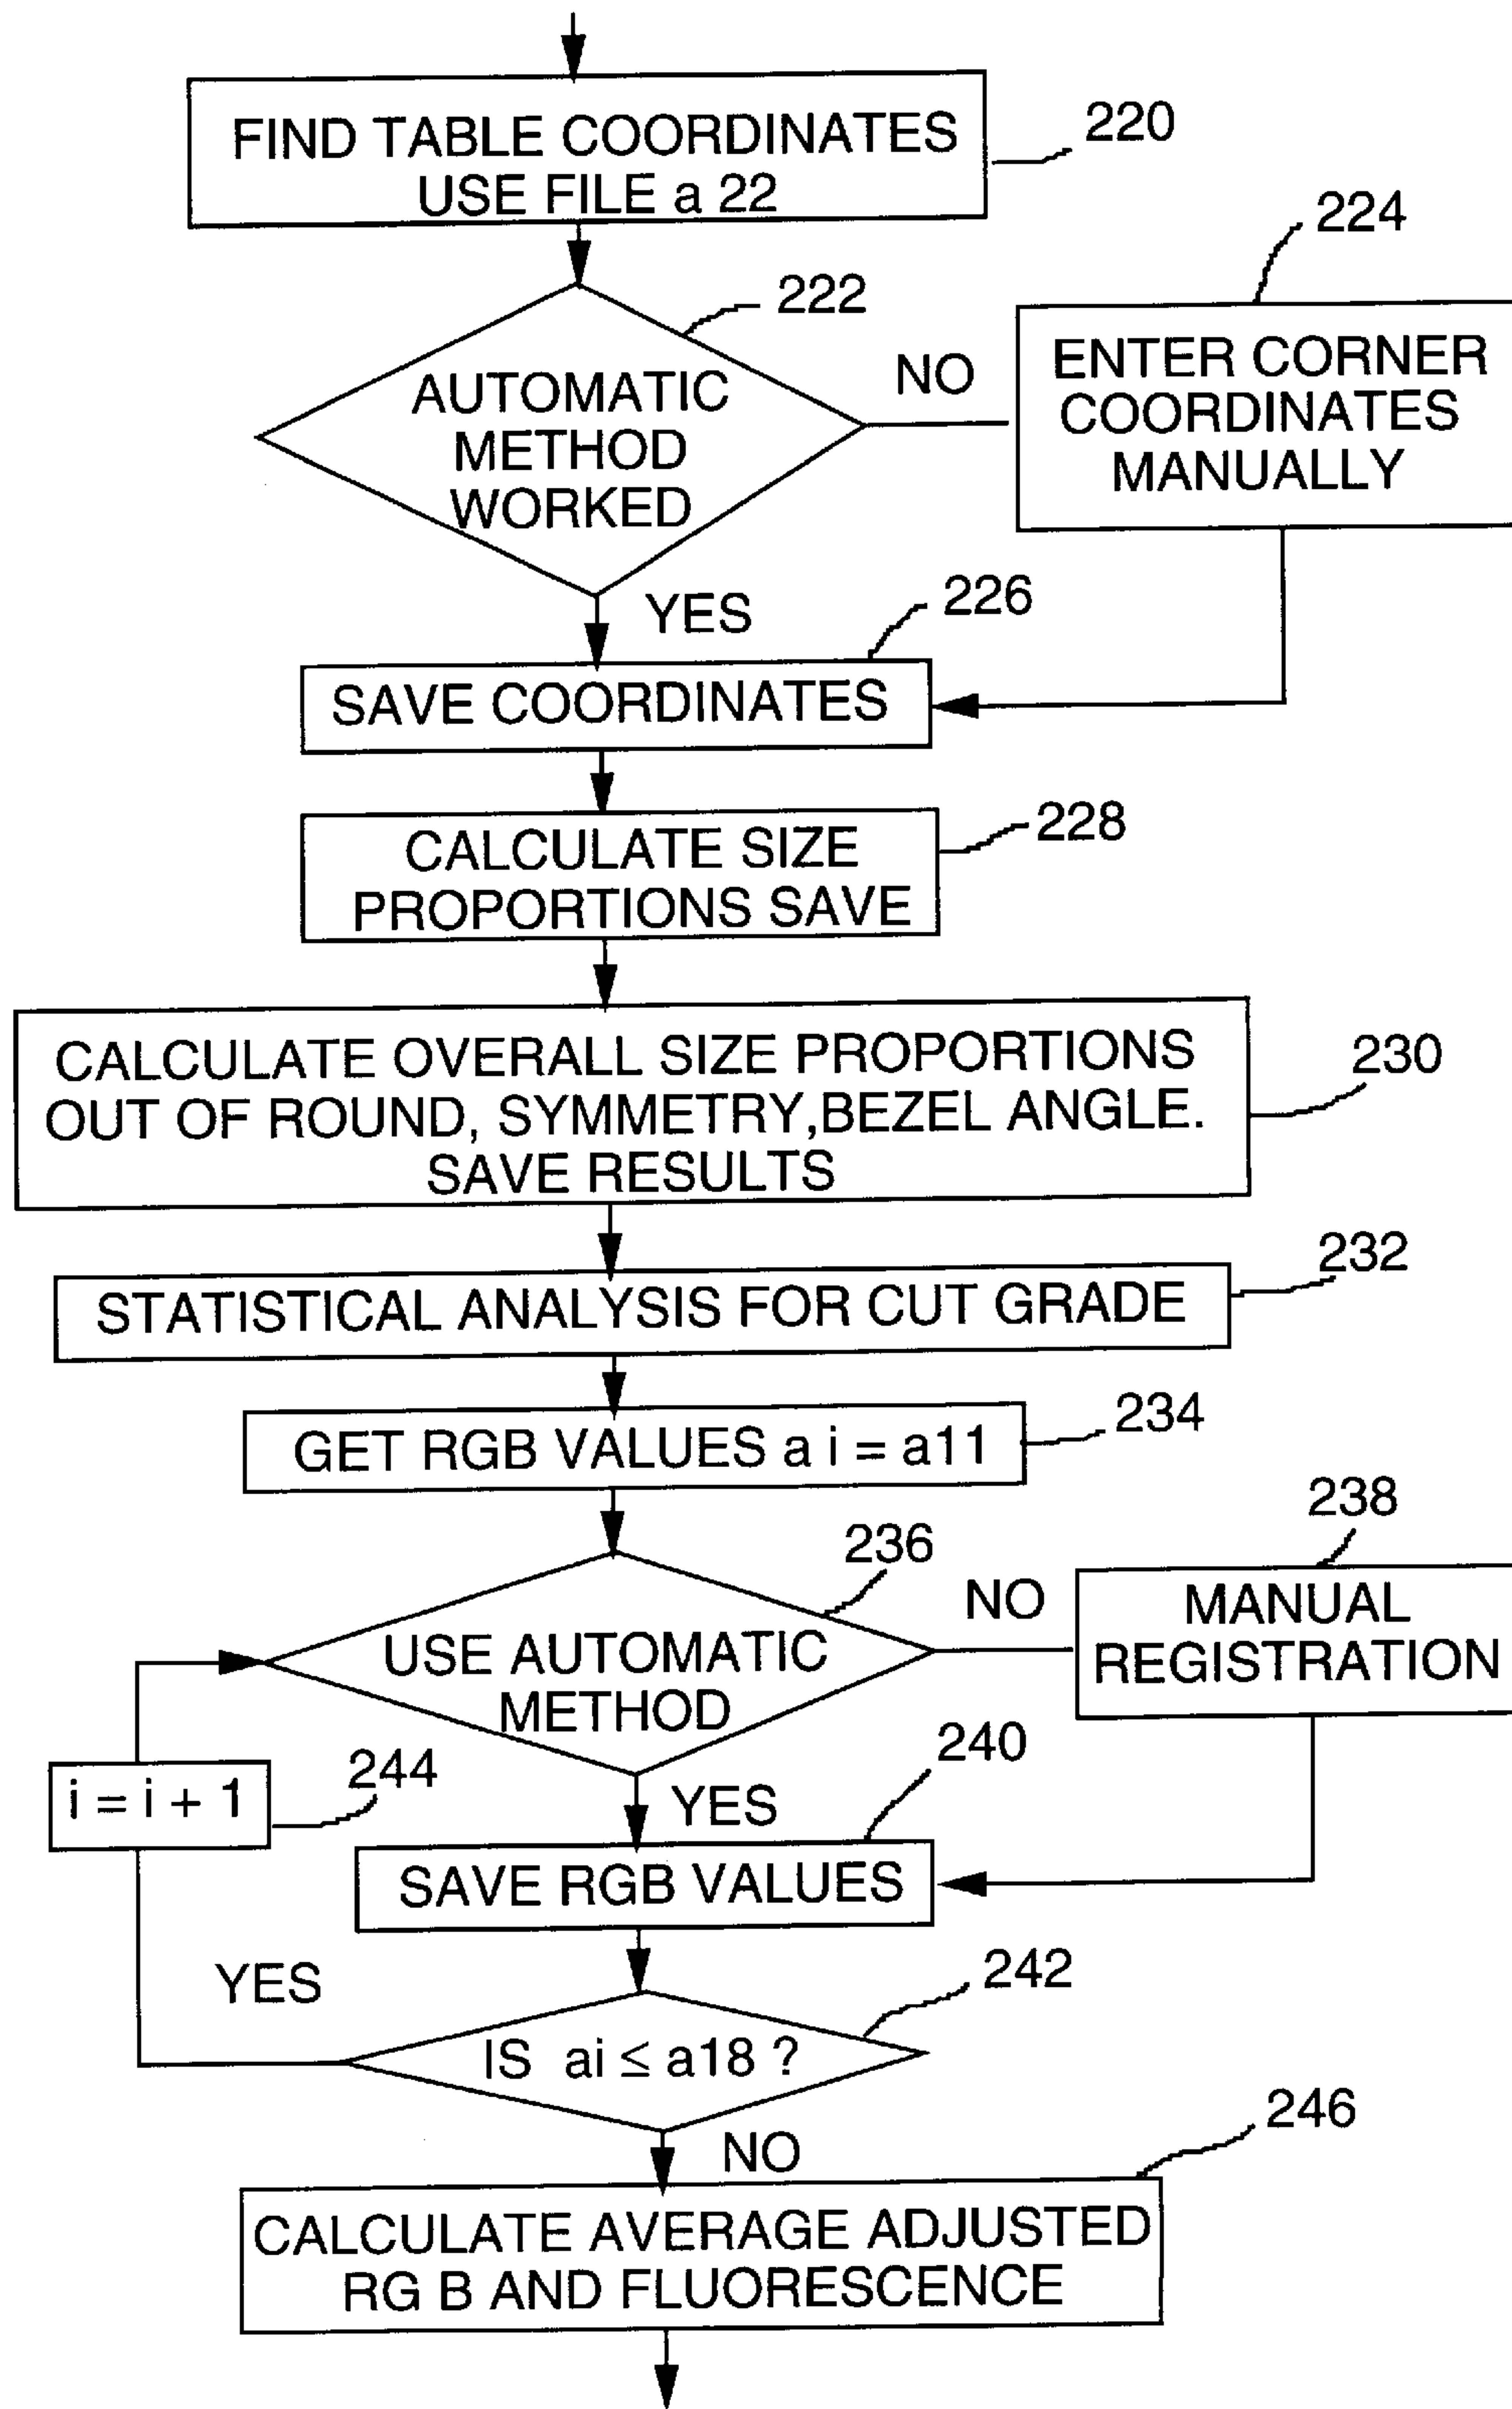 FIND TABLE COORDINATES
USE FILE a 22
220
224
222
AUTOMATIC
METHOD
WORKED
NO
ENTER CORNER
COORDINATES
MANUALLY
YES
226
SAVE COORDINATES
CALCULATE SIZE
PROPORTIONS SAVE
228
CALCULATE OVERALL SIZE PROPORTIONS
OUT OF ROUND, SYMMETRY,BEZEL ANGLE.
SAVE RESULTS
230
232
STATISTICAL ANALYSIS FOR CUT GRADE
234
GET RGB VALUES a i = a11
238
236
USE AUTOMATIC
METHOD
NO
MANUAL
REGISTRATION
240
i = i + 1
244
YES
SAVE RGB VALUES
YES
242
IS ai ≤ a18 ?
246
NO
CALCULATE AVERAGE ADJUSTED
RG B AND FLUORESCENCE